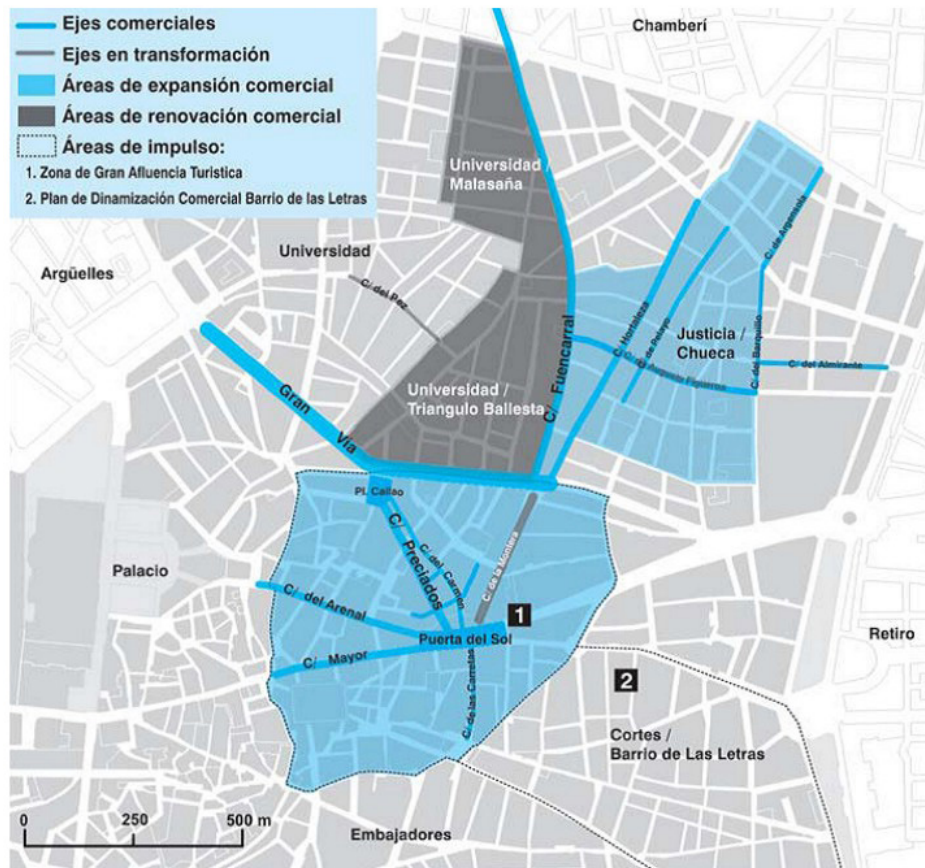 Ejes comerciales
Ejes en transformación
Áreas de expansión comercial
Áreas de renovación comercial
Áreas de impulso:
1. Zona de Gran Afluencia Turistica
2. Plan de Dinamización Comercial Barrio de las Letras
Chamberí
Universidad /
Malasaña
Universidad
Argüelles
C/ del Pez
C/ Fuencarral
C/ Hortaleza
C/ de Pelayo
C/ de Argensola
Justicia /
Chueca
C/ del Barquillo
C/ del Almirante
Augusto Figueroa
Universidad /
Triangulo Ballesta
Gran Vía
Pl. Callao
C/ Preciados
C/ del Carmen
C/ de la Montera
Palacio
C/ del Arenal
1
Puerta del Sol
C/ Mayor
C/ de las Carretas
Retiro
2
Cortes /
Barrio de Las Letras
0 250 500 m
Embajadores